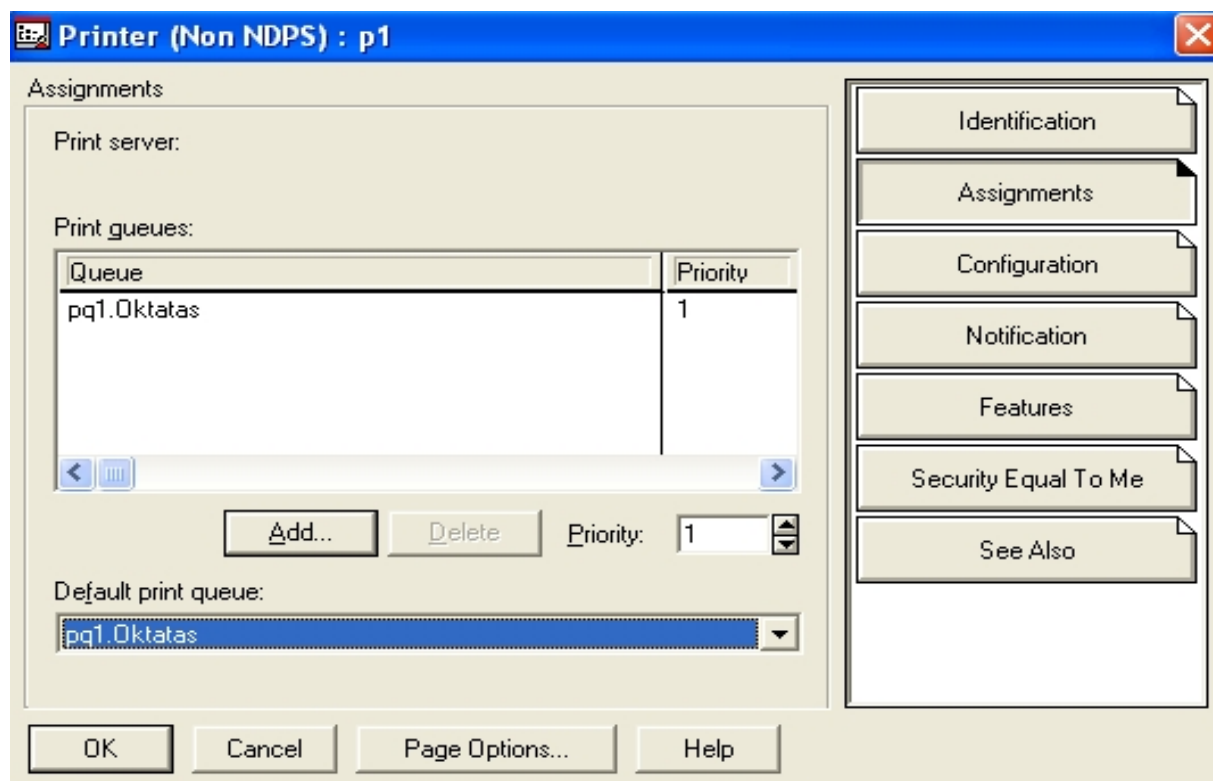 Printer (Non NDPS) : p1
Assignments
Print server:
Print queues:
Queue Priority
pq1.Oktatas 1
Add... Delete Priority: 1
Default print queue:
pq1.Oktatas
OK Cancel Page Options... Help
Identification
Assignments
Configuration
Notification
Features
Security Equal To Me
See Also